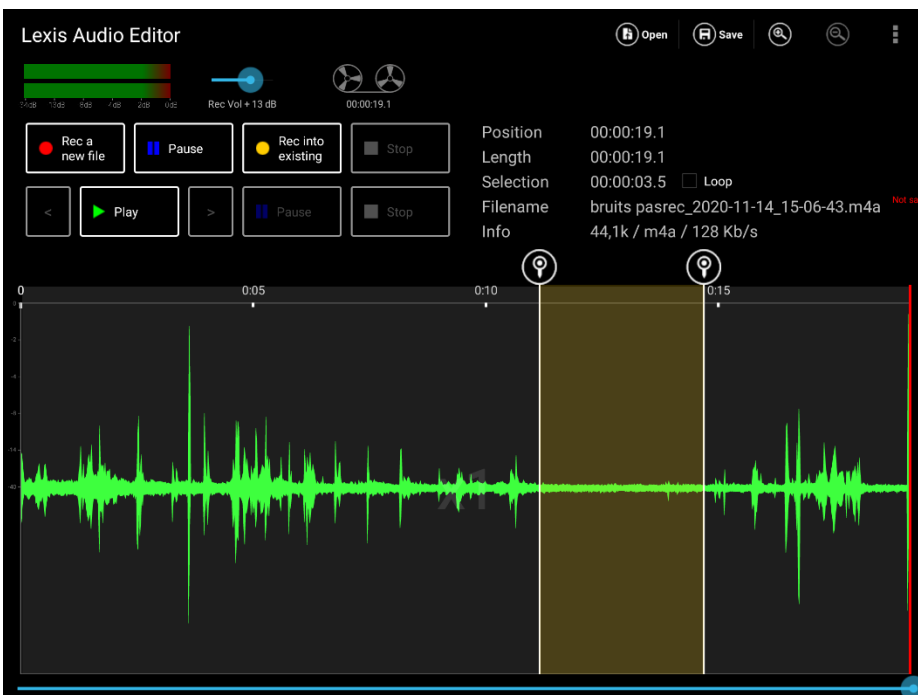 Lexis Audio Editor
Open
Save
Rec Vol + 13 dB
00:00:19.1
Rec a
new file
Pause
Rec into
existing
Stop
<
Play
>
Pause
Stop
Position 00:00:19.1
Length 00:00:19.1
Selection 00:00:03.5 Loop
Filename bruits pasrec_2020-11-14_15-06-43.m4a
Info 44,1k / m4a / 128 Kb/s
0 0:05 0:10 0:15
x1